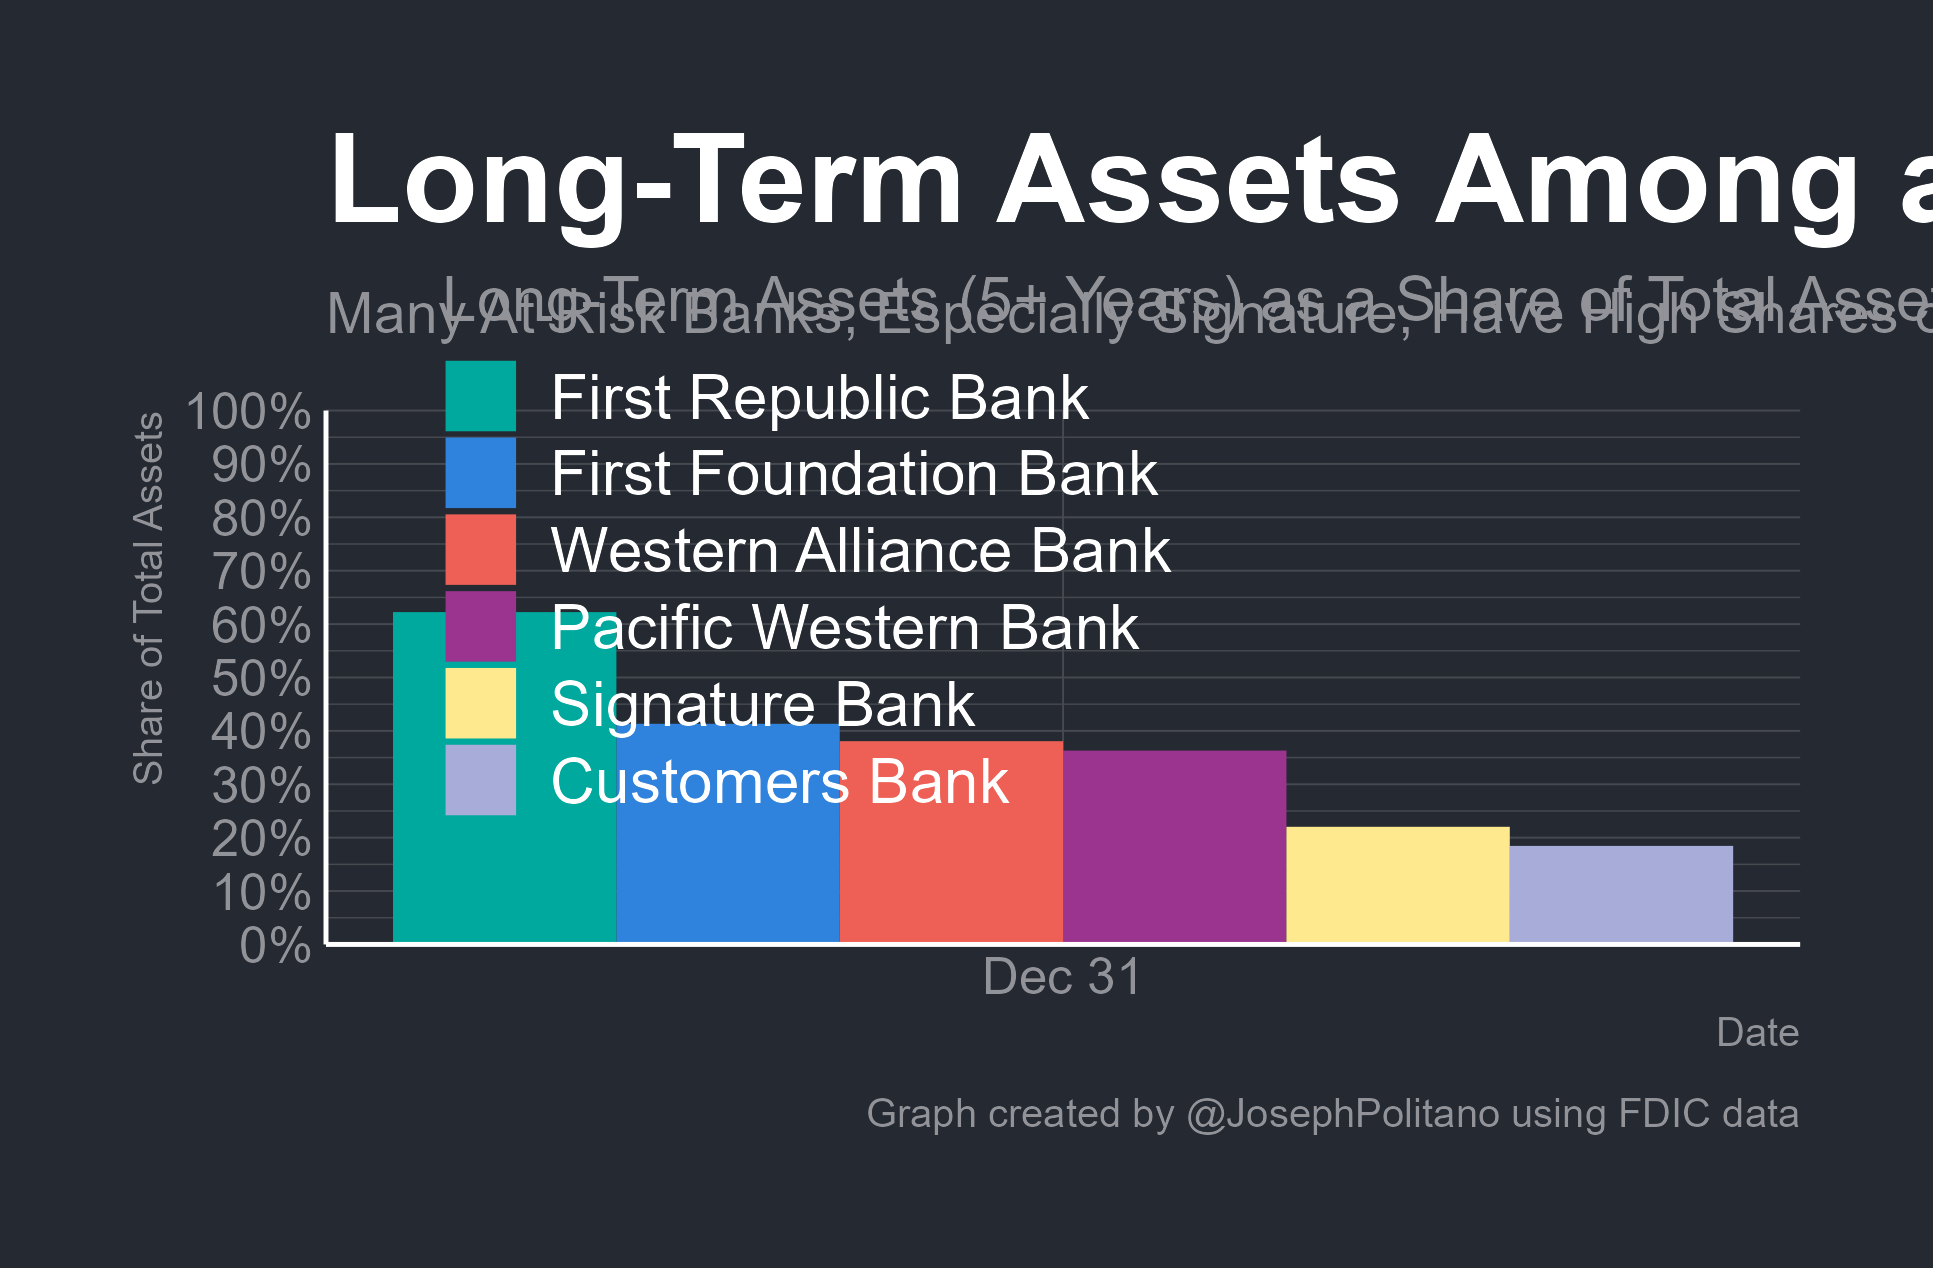 Long-Term Assets Among a
Long-Term Assets (5+ Years) as a Share of Total Asset
Many At Risk Banks, Especially Signature, Have High Shares o
First Republic Bank
First Foundation Bank
Western Alliance Bank
Pacific Western Bank
Signature Bank
Customers Bank
Share of Total Assets
100%
90%
80%
70%
60%
50%
40%
30%
20%
10%
0%
Dec 31
Date
Graph created by @JosephPolitano using FDIC data